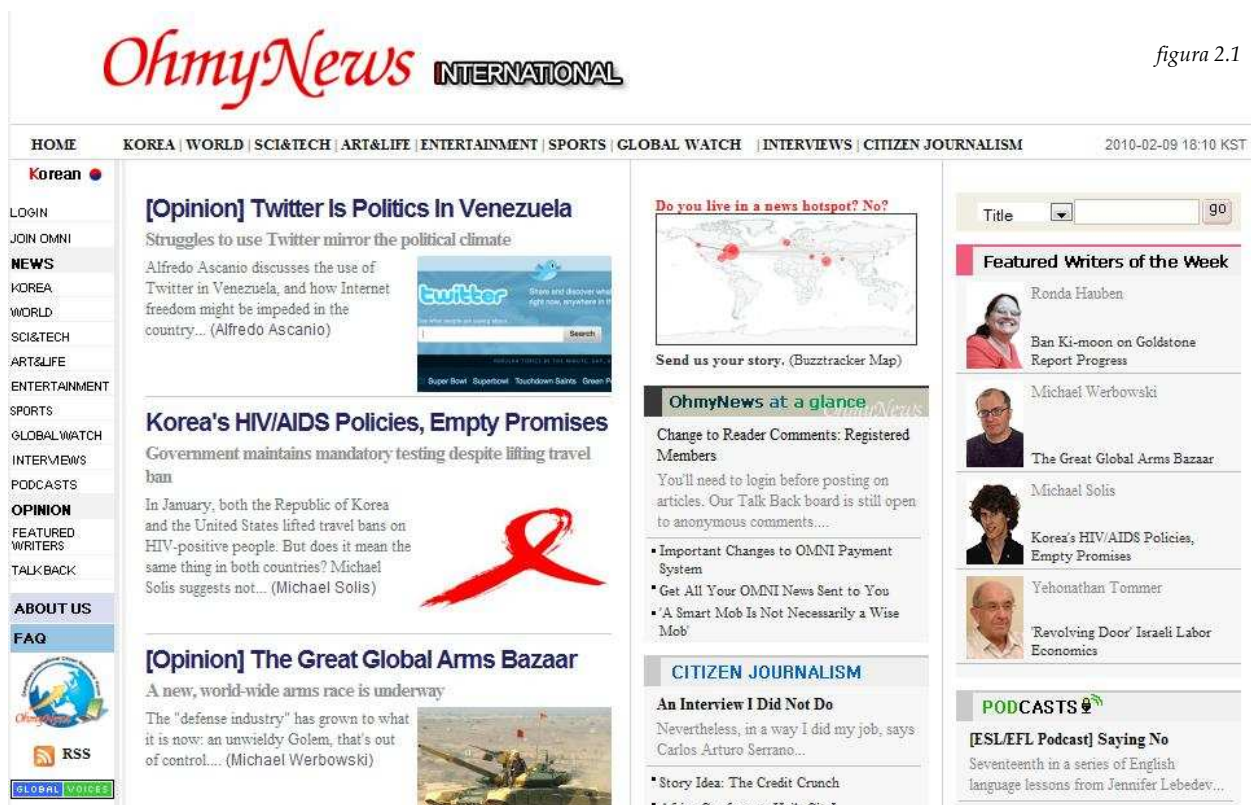 OhmyNews INTERNATIONAL
figura 2.1
HOME
KOREA | WORLD | SCI&TECH | ART&LIFE | ENTERTAINMENT | SPORTS | GLOBAL WATCH | INTERVIEWS | CITIZEN JOURNALISM
2010-02-09 18:10 KST
Korean
LOGIN
JOIN OMNI
NEWS
KOREA
WORLD
SCI&TECH
ART&LIFE
ENTERTAINMENT
SPORTS
GLOBAL WATCH
INTERVIEWS
PODCASTS
OPINION
FEATURED
WRITERS
TALK BACK
ABOUT US
FAQ
OhmyNews
RSS
GLOBAL VOICES
[Opinion] Twitter Is Politics In Venezuela
Struggles to use Twitter mirror the political climate
Alfredo Ascanio discusses the use of
Twitter in Venezuela, and how Internet
freedom might be impeded in the
country... (Alfredo Ascanio)
twitter
Share and discover what
right now, anywhere in th
Search
Super Bowl Superbowl Touchdown Saints Green P
Korea's HIV/AIDS Policies, Empty Promises
Government maintains mandatory testing despite lifting travel
ban
In January, both the Republic of Korea
and the United States lifted travel bans on
HIV-positive people. But does it mean the
same thing in both countries? Michael
Solis suggests not... (Michael Solis)
[Opinion] The Great Global Arms Bazaar
A new, world-wide arms race is underway
The "defense industry" has grown to what
it is now: an unwieldy Golem, that's out
of control.... (Michael Werbowski)
Do you live in a news hotspot? No?
Send us your story. (Buzztracker Map)
OhmyNews at a glance
OhmyNews
Change to Reader Comments: Registered
Members
You'll need to login before posting on
articles. Our Talk Back board is still open
to anonymous comments....
▪ Important Changes to OMNI Payment
System
▪ Get All Your OMNI News Sent to You
▪ 'A Smart Mob Is Not Necessarily a Wise
Mob'
CITIZEN JOURNALISM
An Interview I Did Not Do
Nevertheless, in a way I did my job, says
Carlos Arturo Serrano...
▪ Story Idea: The Credit Crunch
Title
go
Featured Writers of the Week
Ronda Hauben
Ban Ki-moon on Goldstone
Report Progress
Michael Werbowski
The Great Global Arms Bazaar
Michael Solis
Korea's HIV/AIDS Policies,
Empty Promises
Yehonathan Tommer
'Revolving Door' Israeli Labor
Economics
PODCASTS
[ESL/EFL Podcast] Saying No
Seventeenth in a series of English
language lessons from Jennifer Lebedev...